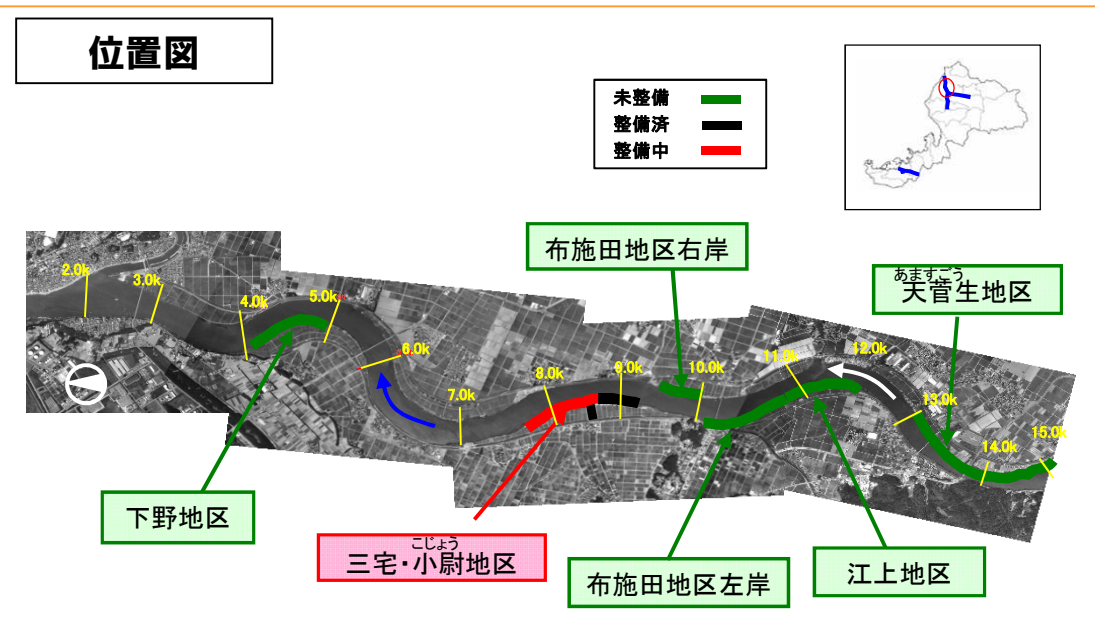 位置図
未整備
整備済
整備中
布施田地区右岸
あますごう
天菅生地区
2.0k
3.0k
4.0k
5.0k
6.0k
7.0k
8.0k
9.0k
10.0k
11.0k
12.0k
13.0k
14.0k
15.0k
下野地区
こじょう
三宅・小尉地区
布施田地区左岸
江上地区